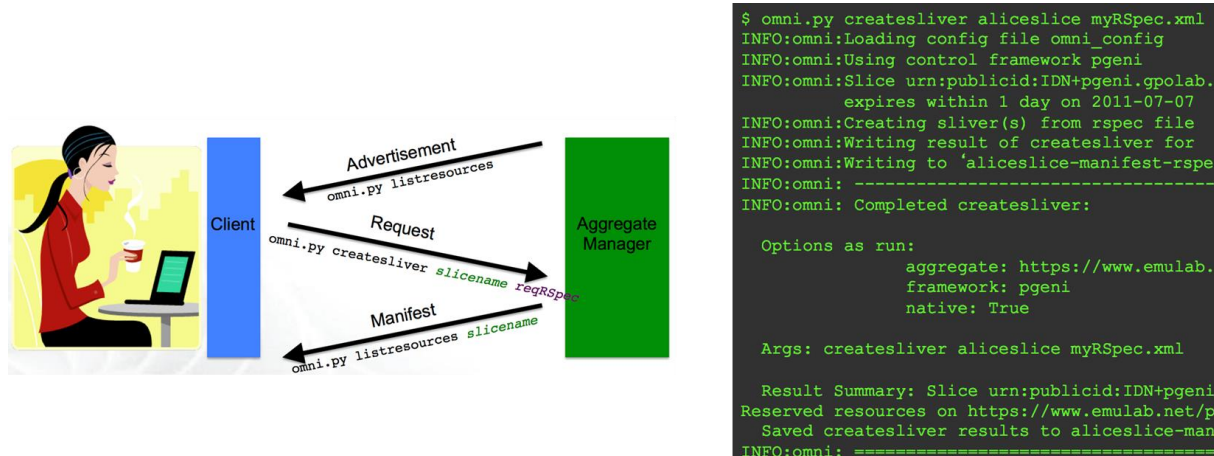 Client
Advertisement
omni.py listresources
Request
omni.py createsliver slicename reqRSpec
Manifest
omni.py listresources slicename
Aggregate
Manager
$ omni.py createsliver aliceslice myRSpec.xml
INFO:omni:Loading config file omni_config
INFO:omni:Using control framework pgeni
INFO:omni:Slice urn:publicid:IDN+pgeni.gpolab.
expires within 1 day on 2011-07-07
INFO:omni:Creating sliver(s) from rspec file
INFO:omni:Writing result of createsliver for
INFO:omni:Writing to ‘aliceslice-manifest-rspe
INFO:omni: -----------------------------------
INFO:omni: Completed createsliver:
Options as run:
aggregate: https://www.emulab.
framework: pgeni
native: True
Args: createsliver aliceslice myRSpec.xml
Result Summary: Slice urn:publicid:IDN+pgeni
Reserved resources on https://www.emulab.net/p
Saved createsliver results to aliceslice-man
INFO:omni: ===================================